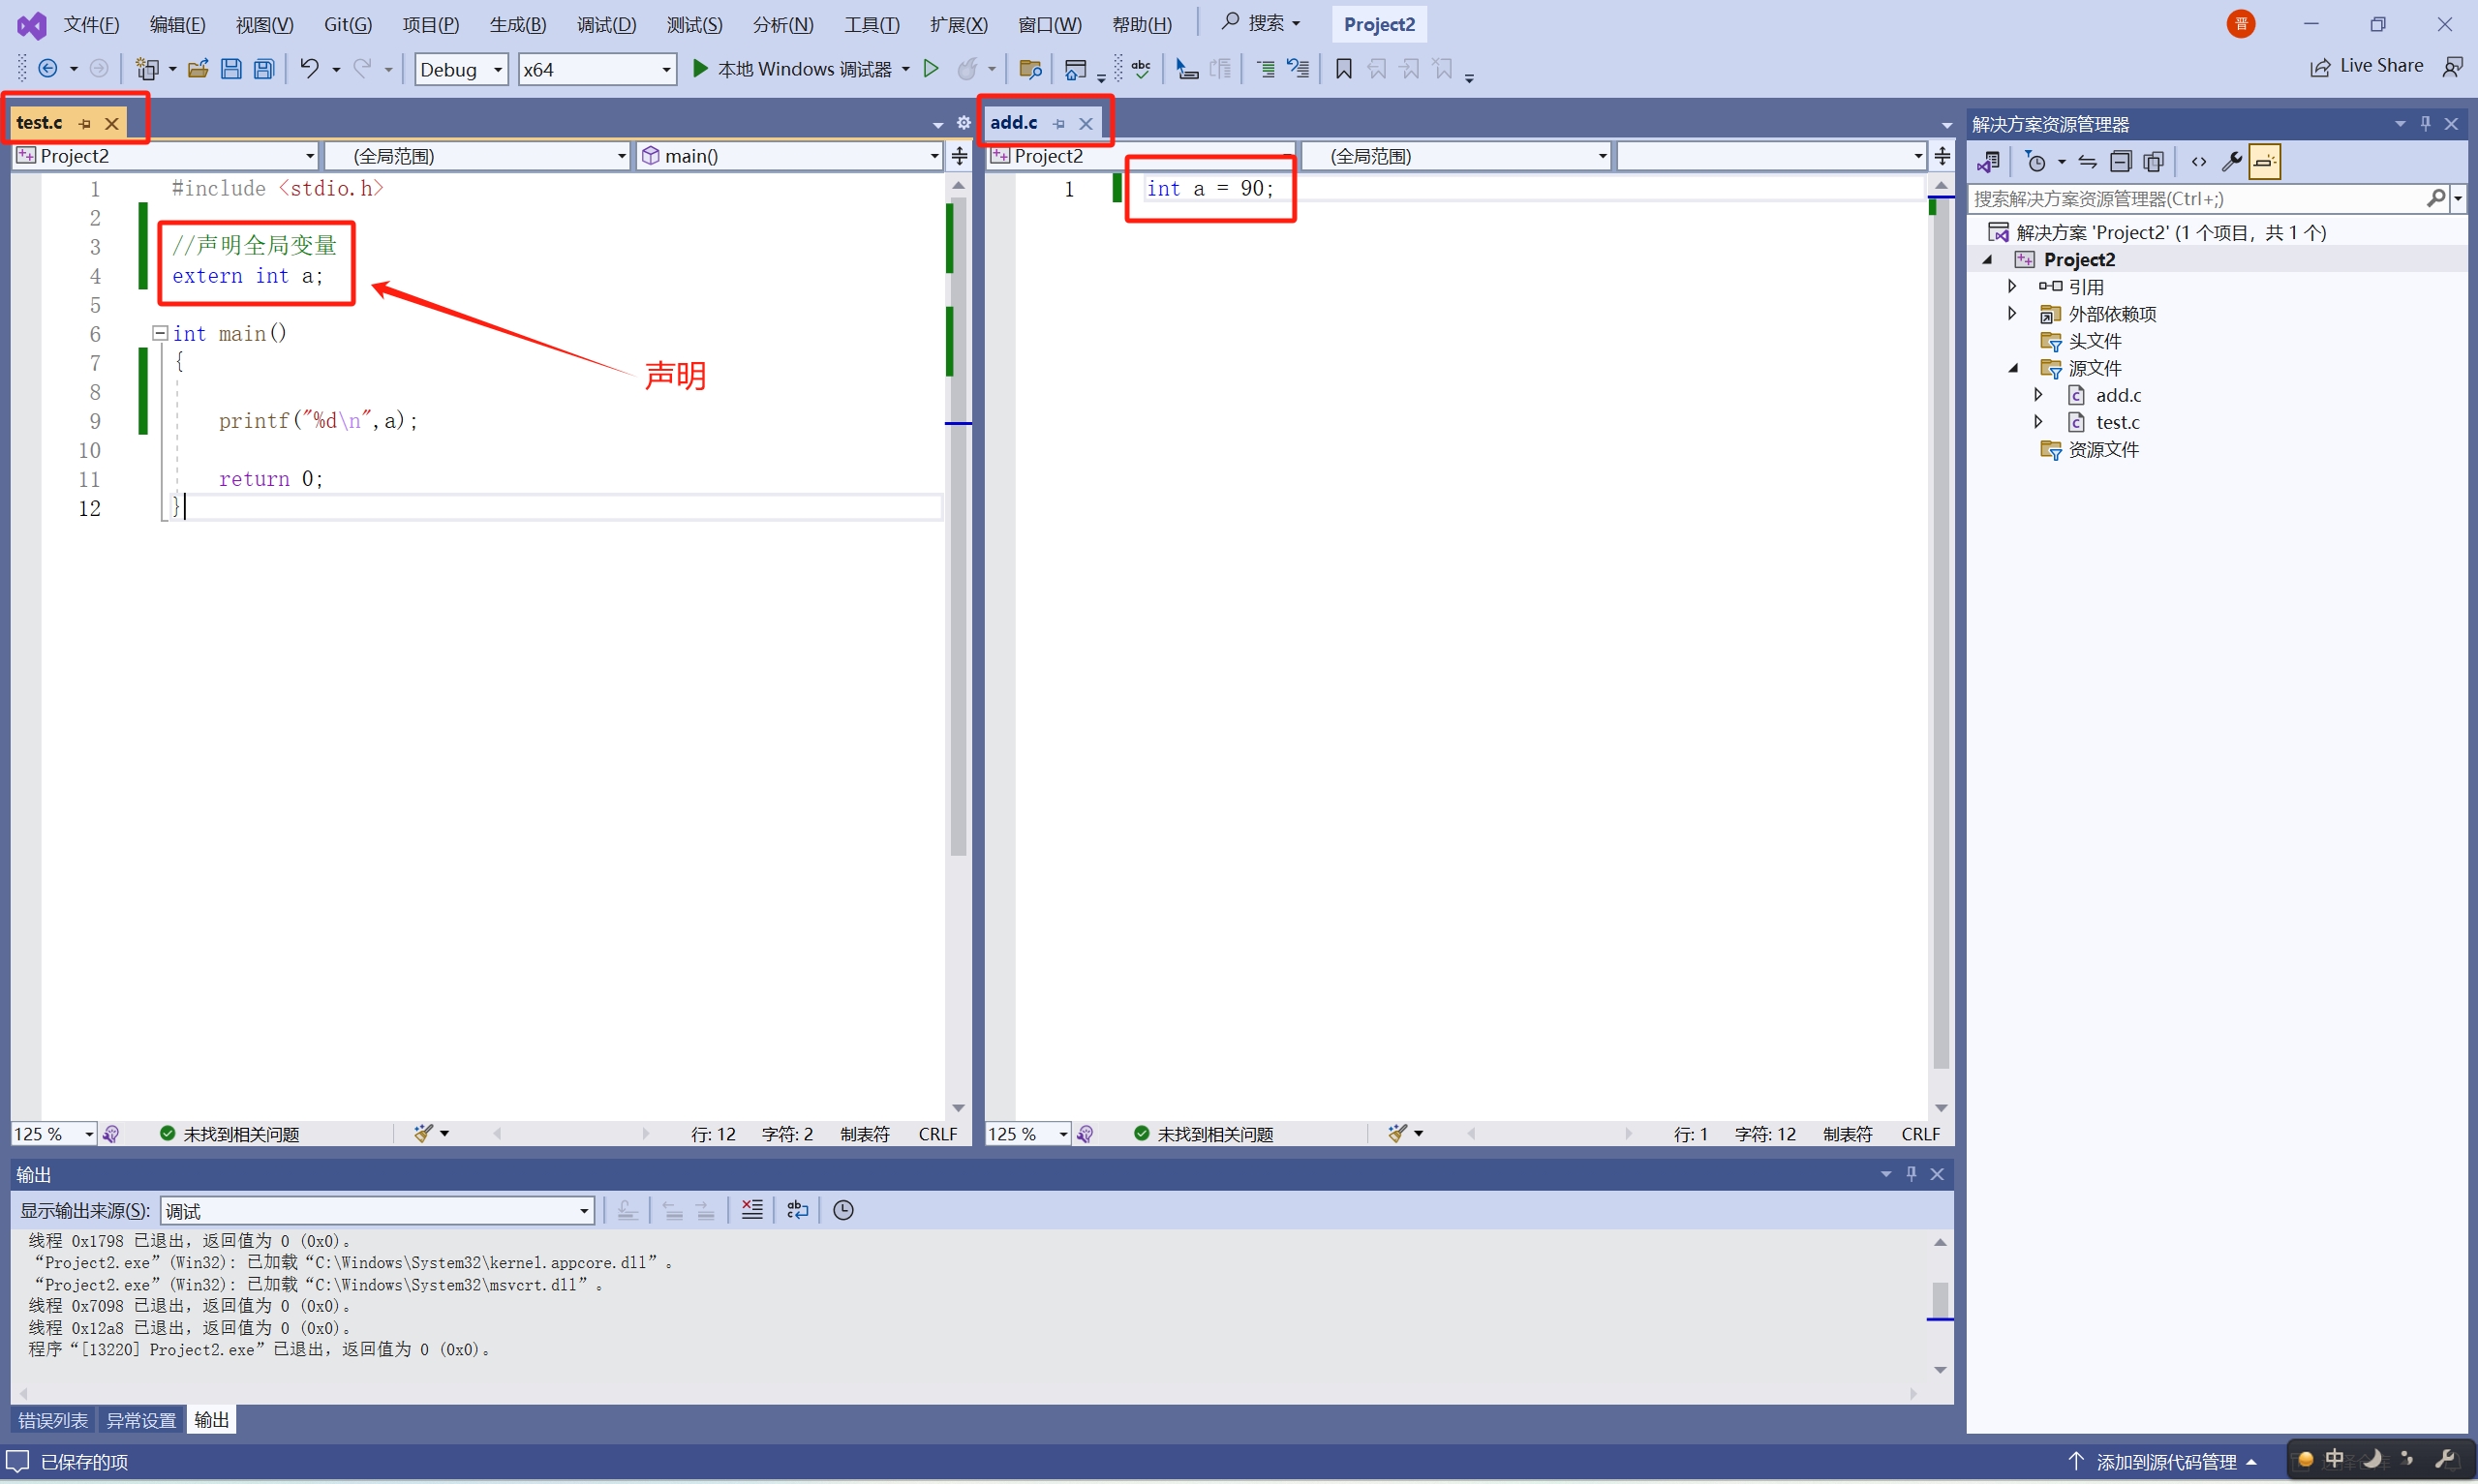 文件(F) 编辑(E) 视图(V) Git(G) 项目(P) 生成(B) 调试(D) 测试(S) 分析(N) 工具(T) 扩展(X) 窗口(W) 帮助(H) 搜索 Project2 晋
Debug x64 本地 Windows 调试器 abc Live Share
test.c
Project2 (全局范围) main()
1 #include <stdio.h>
2
3 //声明全局变量
4 extern int a;
5
6 int main()
7 {
8
9 printf("%d\n",a);
10
11 return 0;
12 }
声明
125 % 未找到相关问题 行: 12 字符: 2 制表符 CRLF
add.c
Project2 (全局范围)
1 int a = 90;
125 % 未找到相关问题 行: 1 字符: 12 制表符 CRLF
解决方案资源管理器
搜索解决方案资源管理器(Ctrl+;)
解决方案 'Project2' (1 个项目，共 1 个)
Project2
引用
外部依赖项
头文件
源文件
add.c
test.c
资源文件
输出
显示输出来源(S): 调试
线程 0x1798 已退出，返回值为 0 (0x0)。
“Project2.exe”(Win32): 已加载“C:\Windows\System32\kernel.appcore.dll”。
“Project2.exe”(Win32): 已加载“C:\Windows\System32\msvcrt.dll”。
线程 0x7098 已退出，返回值为 0 (0x0)。
线程 0x12a8 已退出，返回值为 0 (0x0)。
程序“[13220] Project2.exe”已退出，返回值为 0 (0x0)。
错误列表 异常设置 输出
已保存的项 添加到源代码管理 中